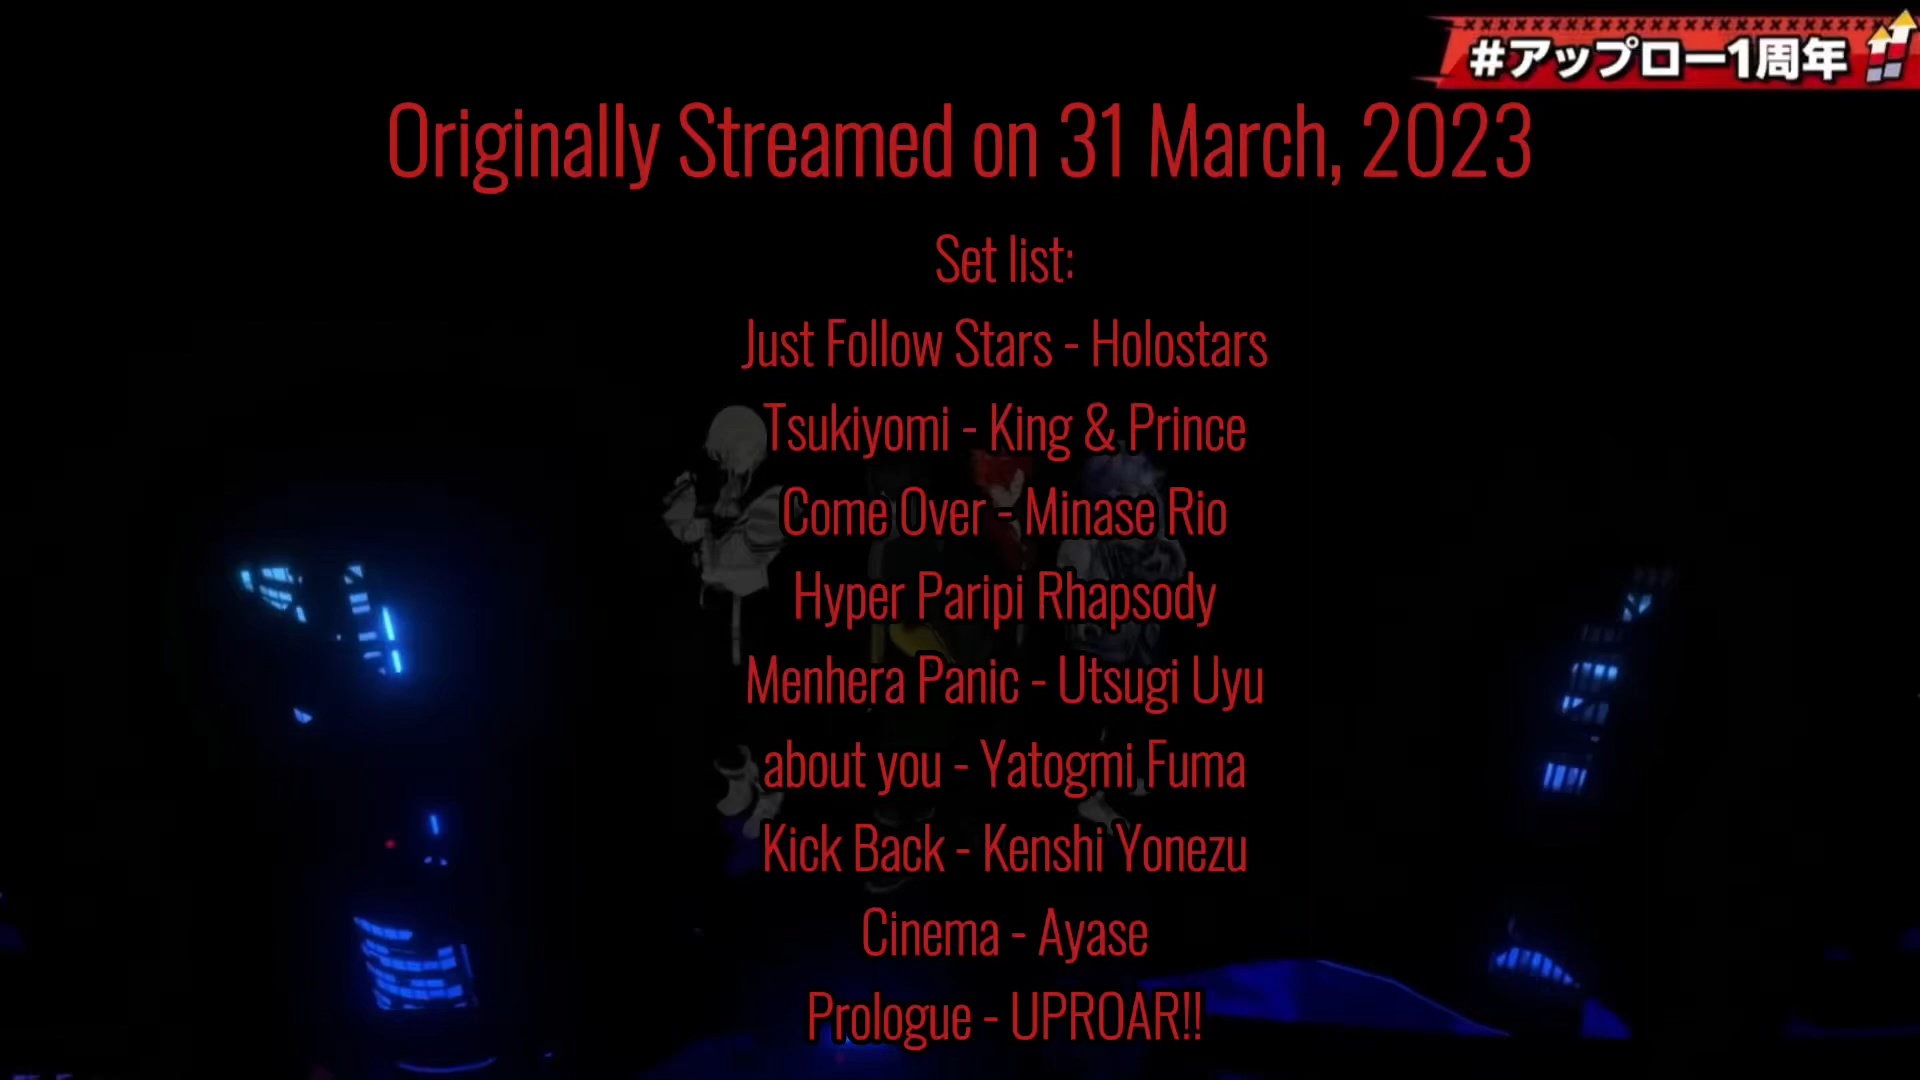 #アップロー1周年
Originally Streamed on 31 March, 2023
Set list:
Just Follow Stars - Holostars
Tsukiyomi - King & Prince
Come Over - Minase Rio
Hyper Paripi Rhapsody
Menhera Panic - Utsugi Uyu
about you - Yatogmi Fuma
Kick Back - Kenshi Yonezu
Cinema - Ayase
Prologue - UPROAR!!